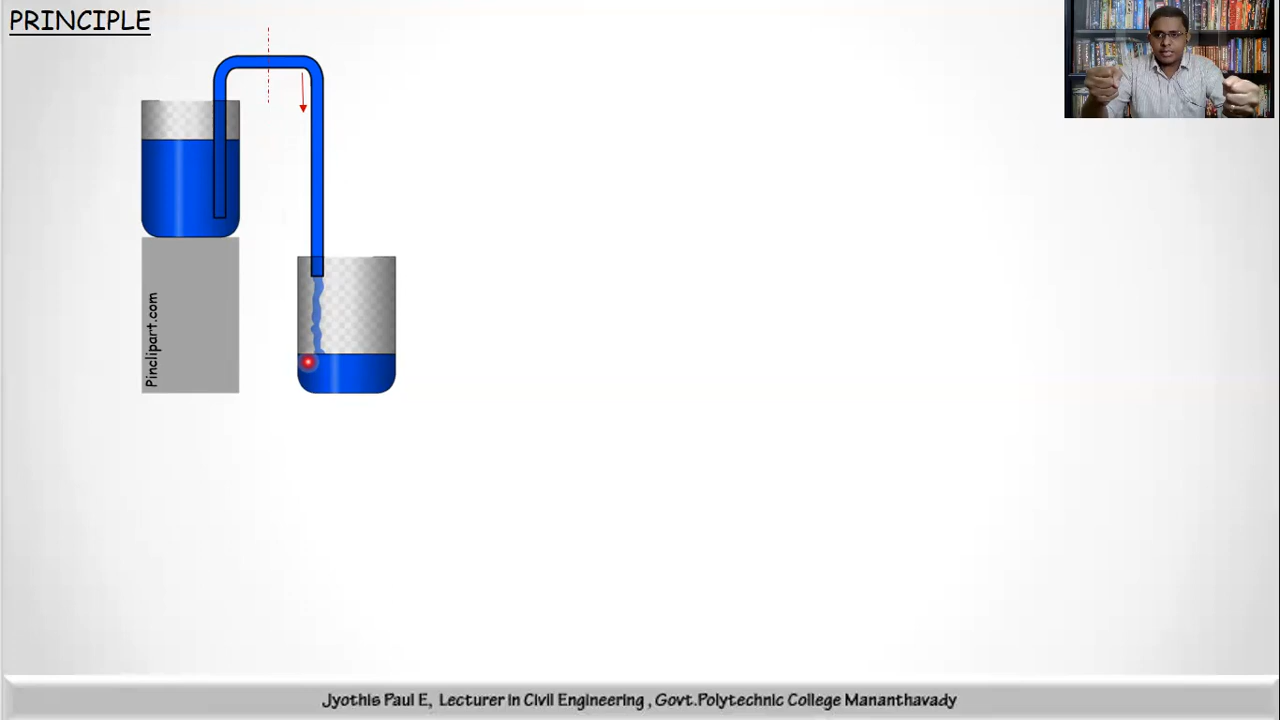 PRINCIPLE
Pinclipart.com
Jyothis Paul E, Lecturer in Civil Engineering , Govt.Polytechnic College Mananthavady